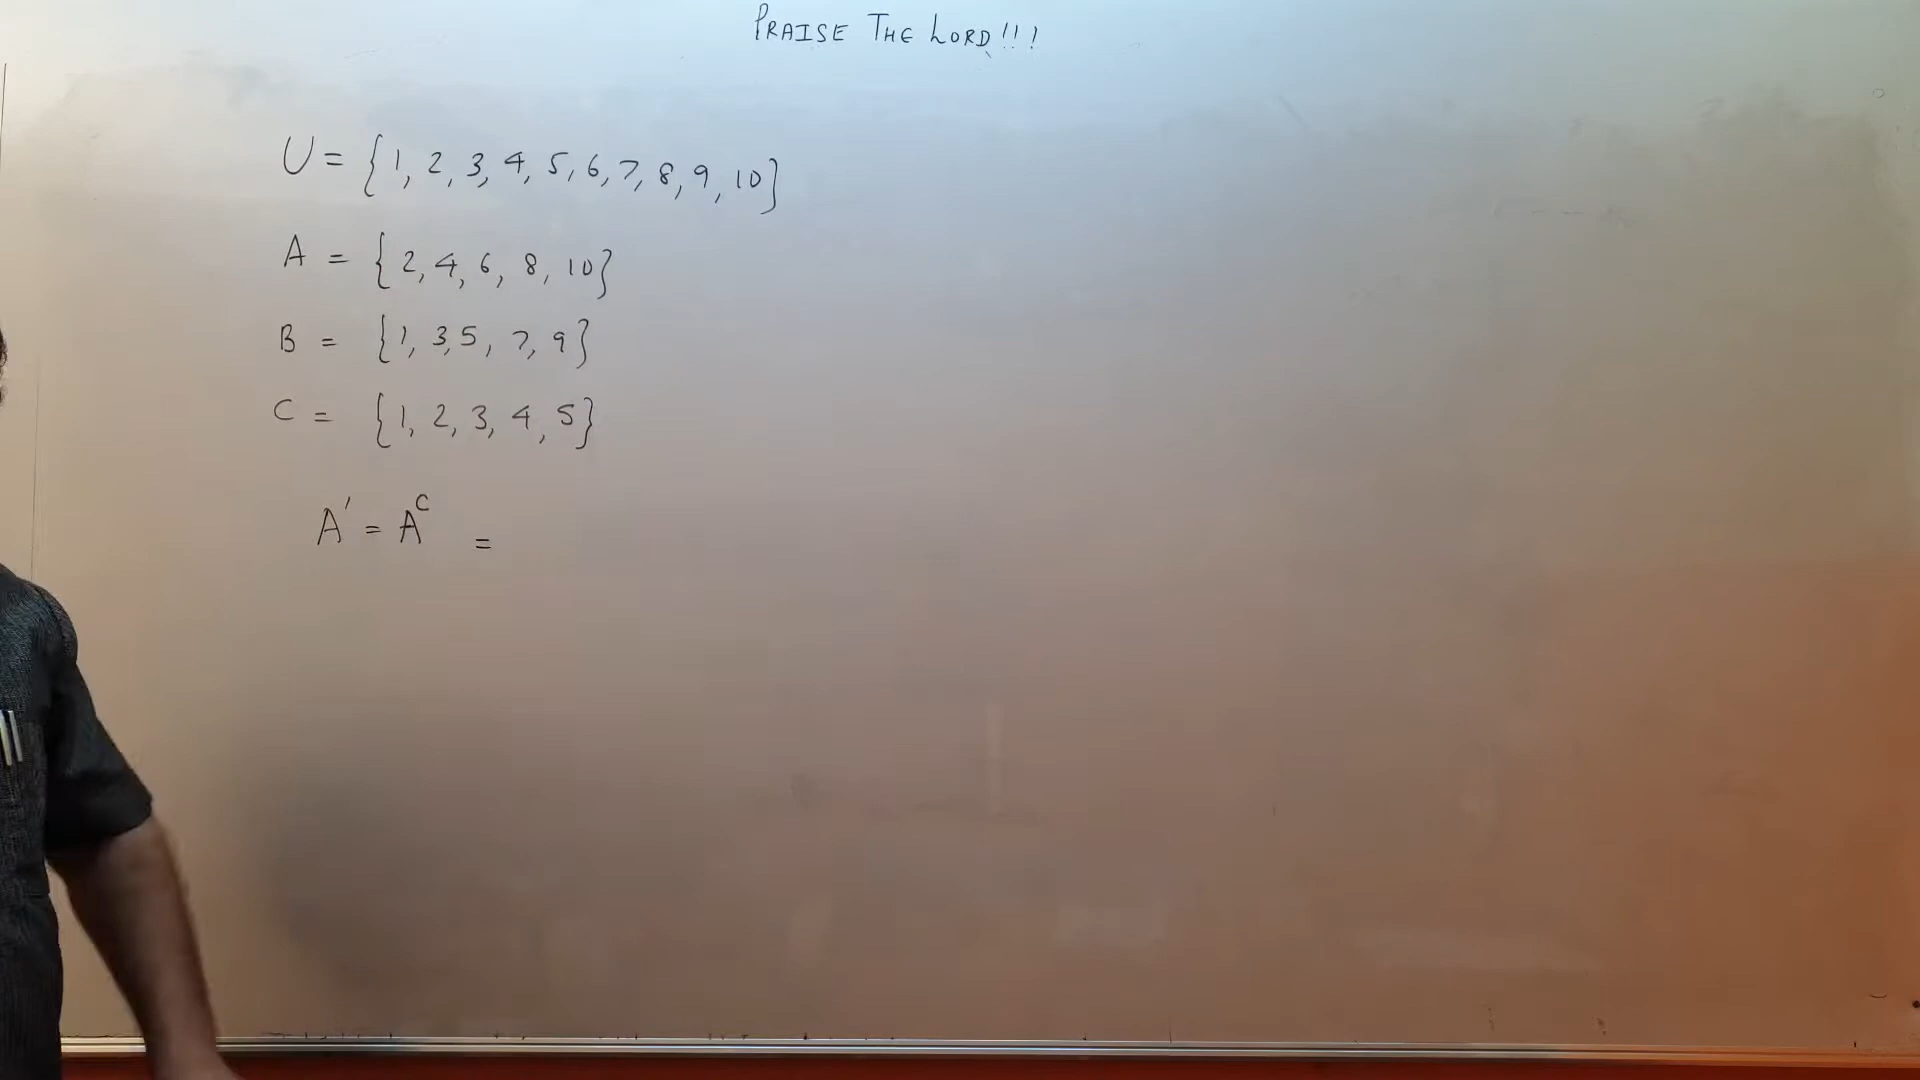 PRAISE THE LORD!!!
U = {1, 2, 3, 4, 5, 6, 7, 8, 9, 10}
A = {2, 4, 6, 8, 10}
B = {1, 3, 5, 7, 9}
C = {1, 2, 3, 4, 5}
A' = A^C =